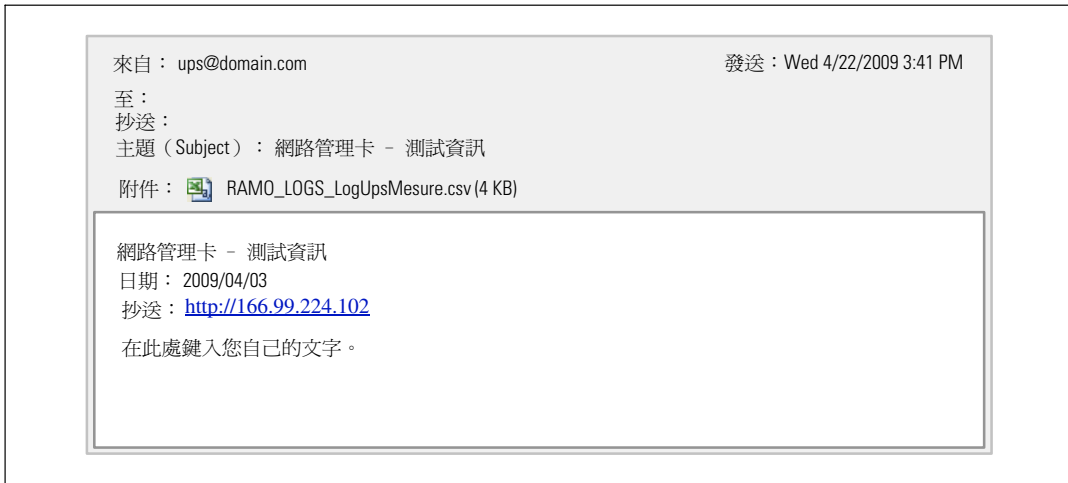 來自： ups@domain.com 發送：Wed 4/22/2009 3:41 PM
至：
抄送：
主題（Subject）： 網路管理卡 – 測試資訊
附件： RAMO_LOGS_LogUpsMesure.csv (4 KB)
網路管理卡 – 測試資訊
日期： 2009/04/03
抄送： http://166.99.224.102
在此處鍵入您自己的文字。